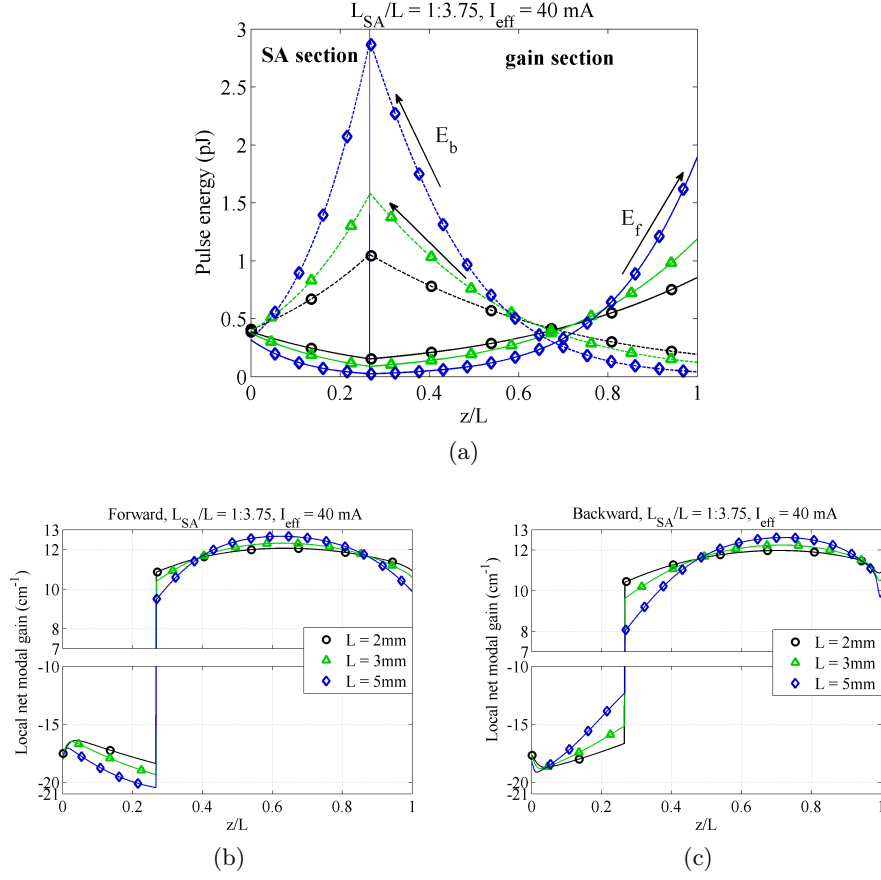 L_SA/L = 1:3.75, I_eff = 40 mA
SA section
gain section
E_b
E_f
Pulse energy (pJ)
3
2.5
2
1.5
1
0.5
0
0 0.2 0.4 0.6 0.8 1
z/L
(a)
Forward, L_SA/L = 1:3.75, I_eff = 40 mA
Local net modal gain (cm⁻¹)
13
12
10
8
7
-10
-15
-20
-21
L = 2mm
L = 3mm
L = 5mm
0 0.2 0.4 0.6 0.8 1
z/L
(b)
Backward, L_SA/L = 1:3.75, I_eff = 40 mA
Local net modal gain (cm⁻¹)
13
12
10
8
7
-10
-15
-20
-21
L = 2mm
L = 3mm
L = 5mm
0 0.2 0.4 0.6 0.8 1
z/L
(c)